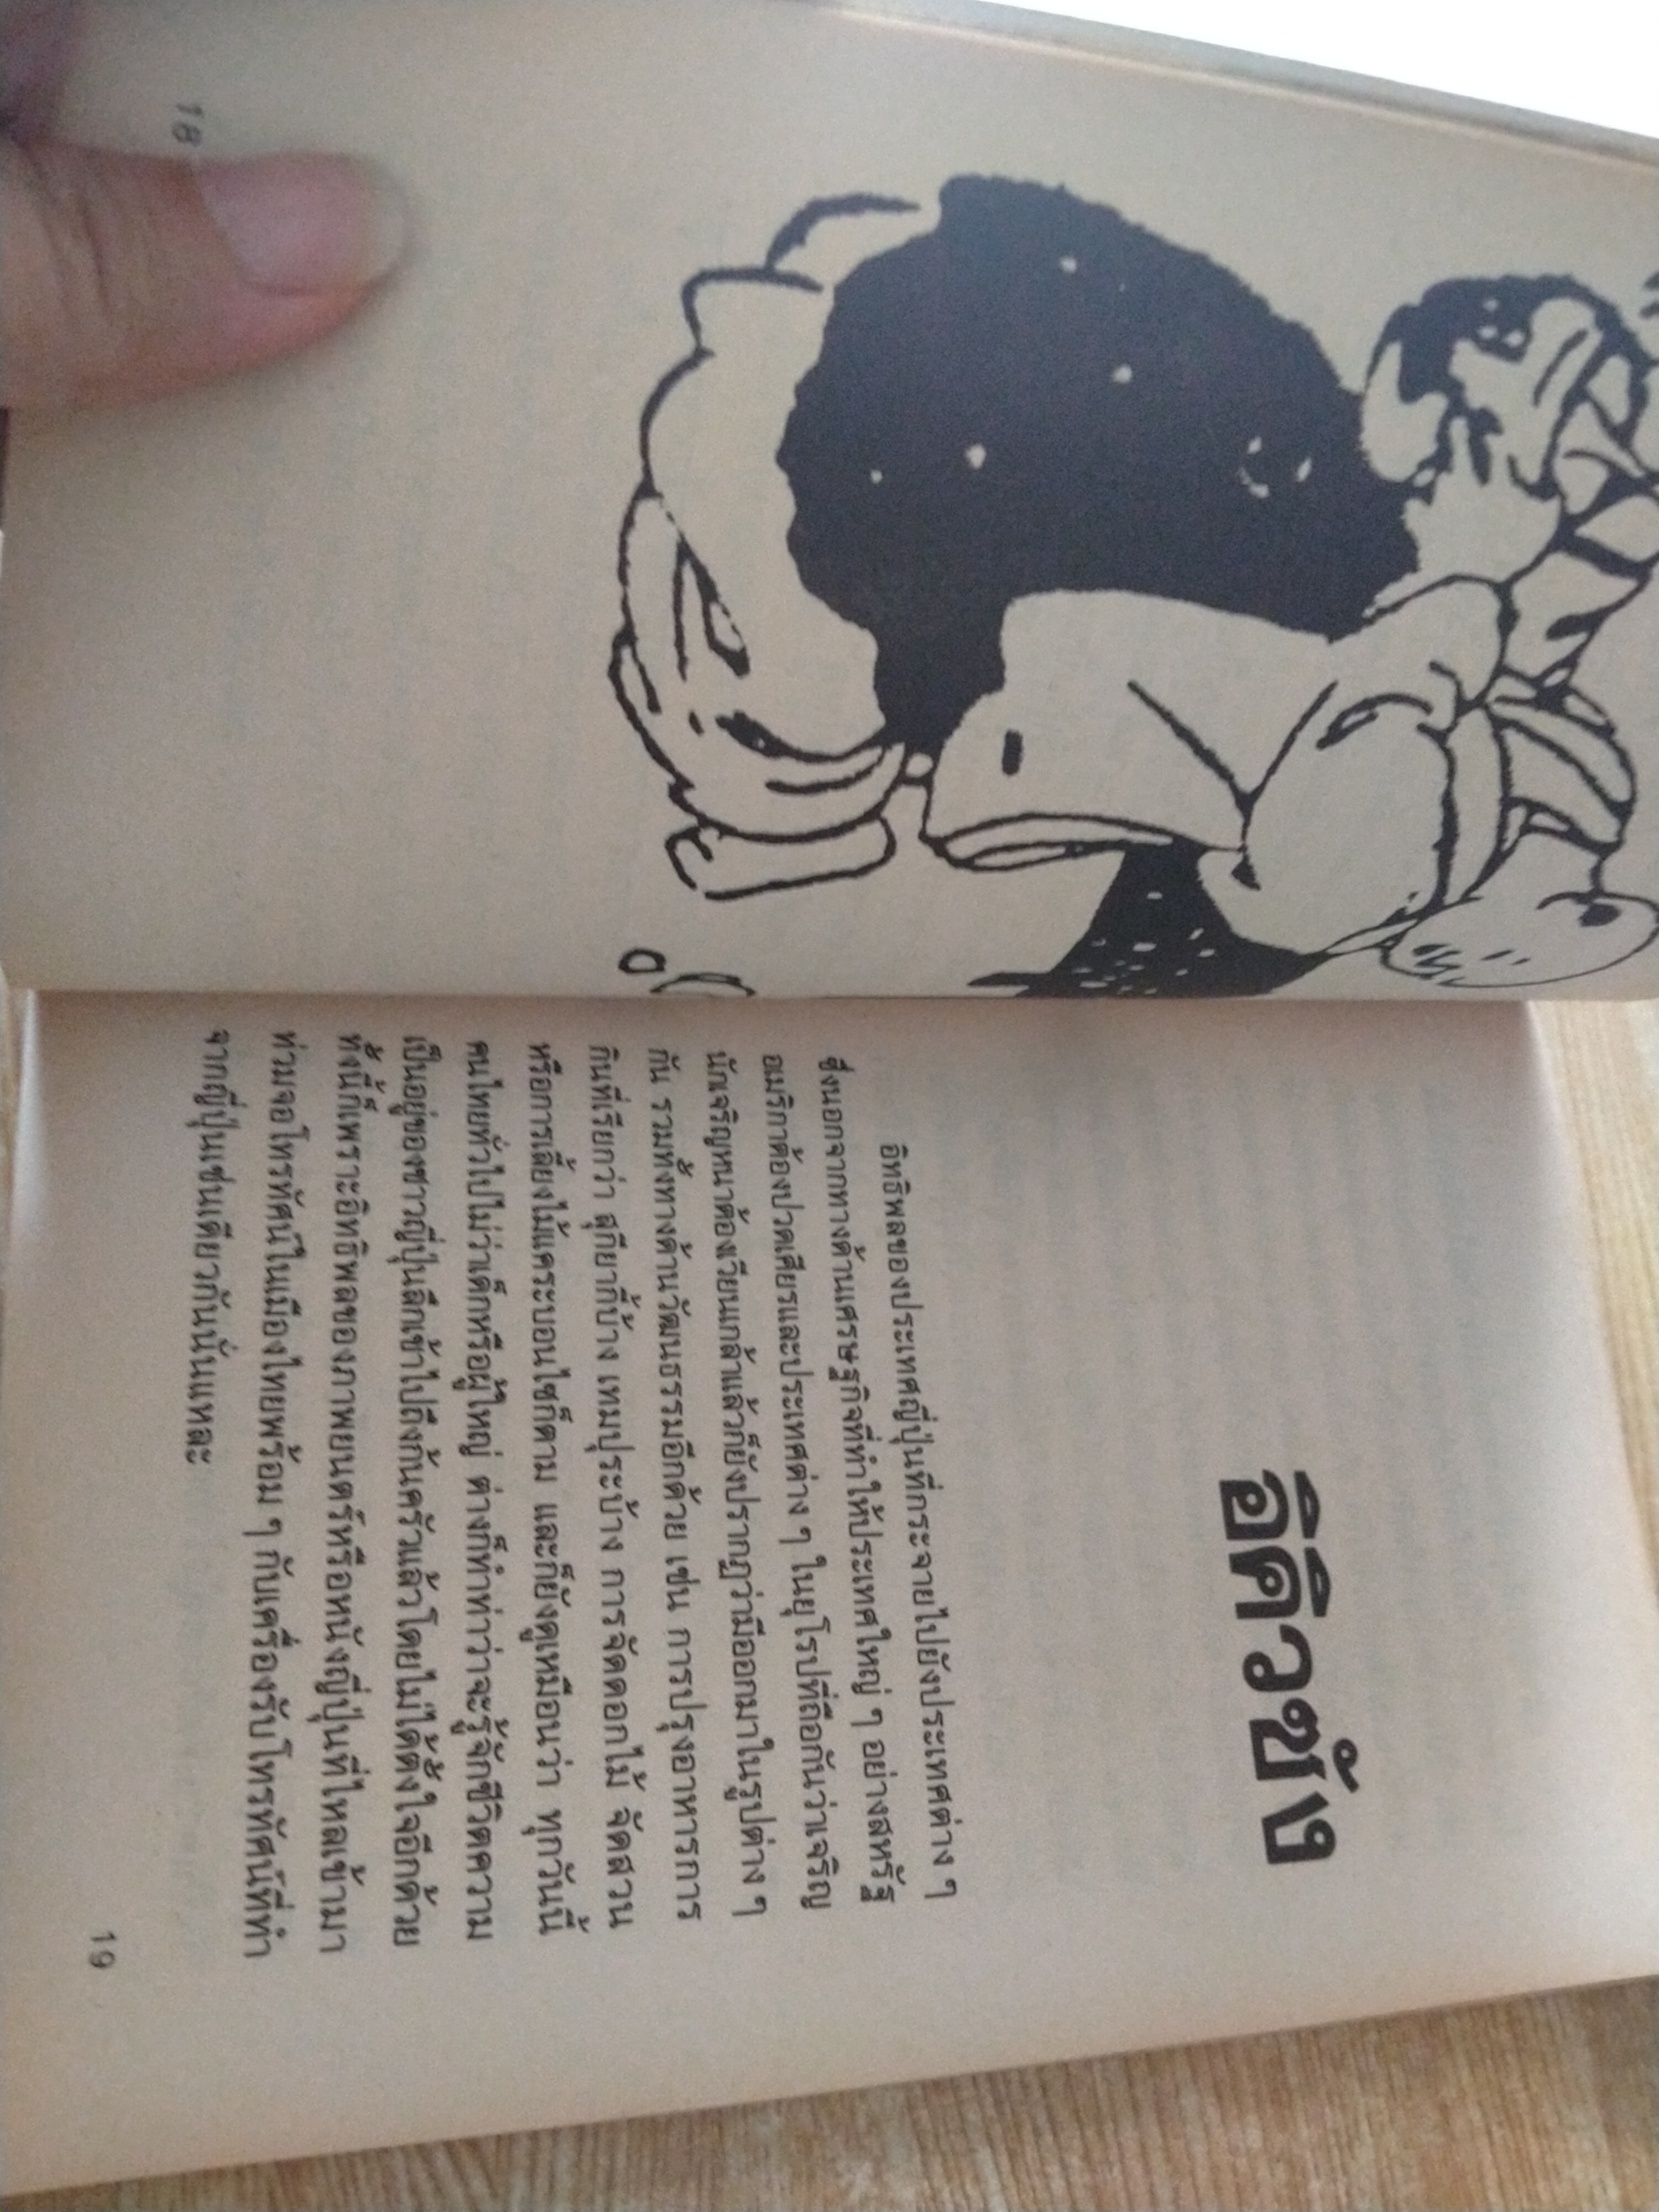 18
อิคิวซัง
อิทธิพลของประเทศญี่ปุ่นที่กระจายไปยังประเทศต่าง ๆ
ซึ่งนอกจากทางด้านเศรษฐกิจที่ทำให้ประเทศใหญ่ ๆ อย่างสหรัฐ
อเมริกาต้องปวดเศียรและประเทศต่าง ๆ ในยุโรปที่ถือกันว่าเจริญ
นักเจริญหนาต้องเวียนเกล้าแล้วก็ยังปรากฏว่ามีออกมาในรูปต่าง ๆ
กัน รวมทั้งทางด้านวัฒนธรรมอีกด้วย เช่น การปรุงอาหารการ
กินที่เรียกว่า สุกียากี้บ้าง เทมปุระบ้าง การจัดดอกไม้ จัดสวน
หรือการเลี้ยงไม้แคระบอนไซก็ตาม และก็ยังดูเหมือนว่า ทุกวันนี้
คนไทยทั่วไปไม่ว่าเด็กหรือผู้ใหญ่ ต่างก็ทำท่าว่าจะรู้จักชีวิตความ
เป็นอยู่ของชาวญี่ปุ่นลึกเข้าไปถึงก้นครัวแล้วโดยไม่ได้ตั้งใจอีกด้วย
ทั้งนี้ก็เพราะอิทธิพลของภาพยนตร์หรือหนังญี่ปุ่นที่ไหลเข้ามา
ท่วมจอโทรทัศน์ในเมืองไทยพร้อม ๆ กับเครื่องรับโทรทัศน์ที่ทำ
จากญี่ปุ่นเช่นเดียวกันนั่นแหละ
19